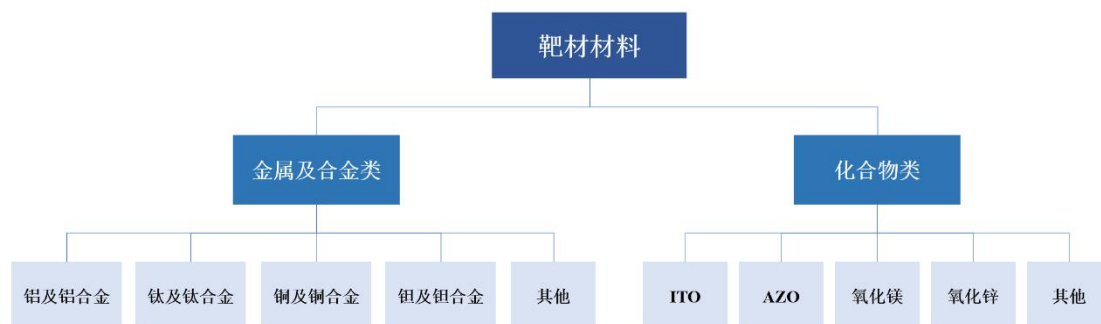 靶材材料
金属及合金类
化合物类
铝及铝合金
钛及钛合金
铜及铜合金
钽及钽合金
其他
ITO
AZO
氧化镁
氧化锌
其他